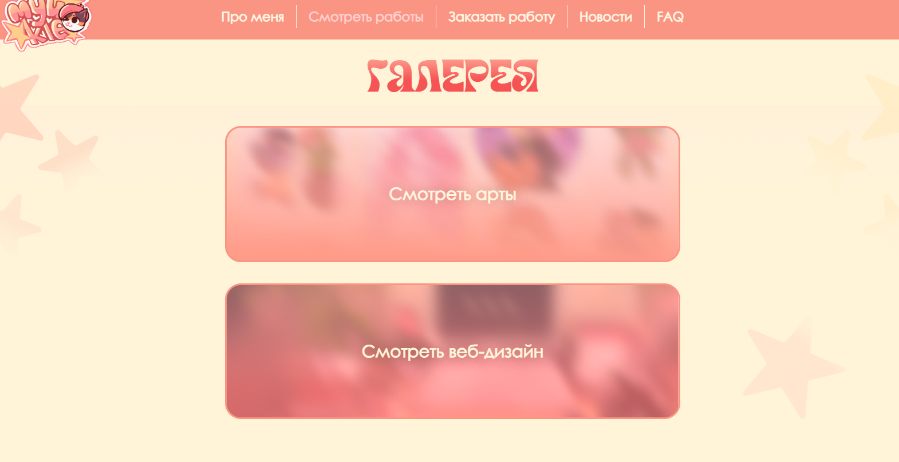 Про меня
Смотреть работы
Заказать работу
Новости
FAQ
ГАЛЕРЕЯ
Смотреть арты
Смотреть веб-дизайн